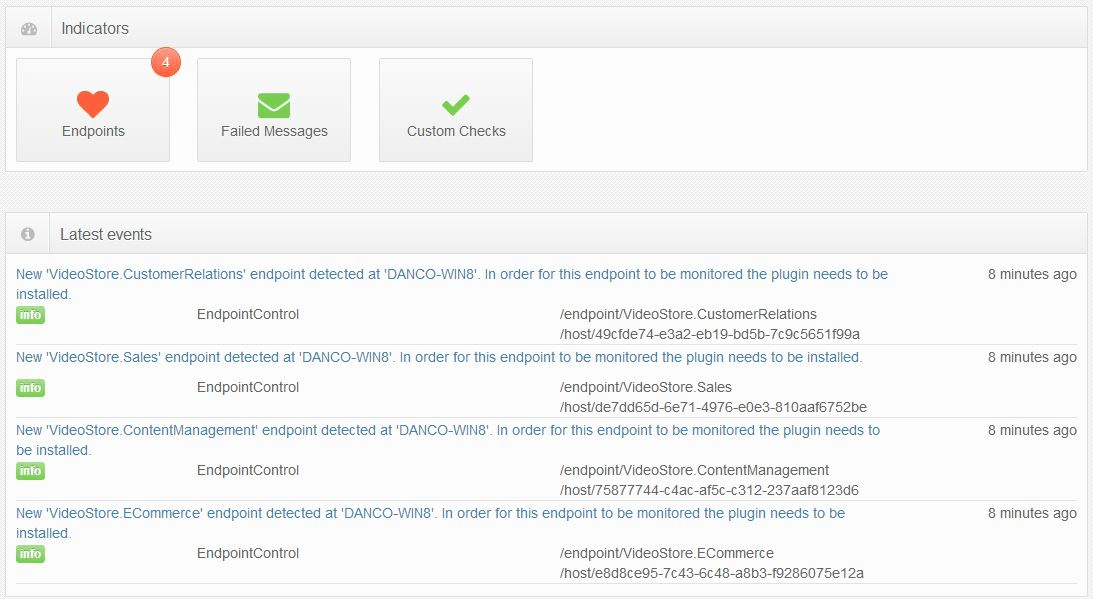 Indicators
4
Endpoints
Failed Messages
Custom Checks
Latest events
New 'VideoStore.CustomerRelations' endpoint detected at 'DANCO-WIN8'. In order for this endpoint to be monitored the plugin needs to be 8 minutes ago
installed.
info EndpointControl /endpoint/VideoStore.CustomerRelations
/host/49cfde74-e3a2-eb19-bd5b-7c9c5651f99a
New 'VideoStore.Sales' endpoint detected at 'DANCO-WIN8'. In order for this endpoint to be monitored the plugin needs to be installed. 8 minutes ago
info EndpointControl /endpoint/VideoStore.Sales
/host/de7dd65d-6e71-4976-e0e3-810aaf6752be
New 'VideoStore.ContentManagement' endpoint detected at 'DANCO-WIN8'. In order for this endpoint to be monitored the plugin needs to 8 minutes ago
be installed.
info EndpointControl /endpoint/VideoStore.ContentManagement
/host/75877744-c4ac-af5c-c312-237aaf8123d6
New 'VideoStore.ECommerce' endpoint detected at 'DANCO-WIN8'. In order for this endpoint to be monitored the plugin needs to be 8 minutes ago
installed.
info EndpointControl /endpoint/VideoStore.ECommerce
/host/e8d8ce95-7c43-6c48-a8b3-f9286075e12a